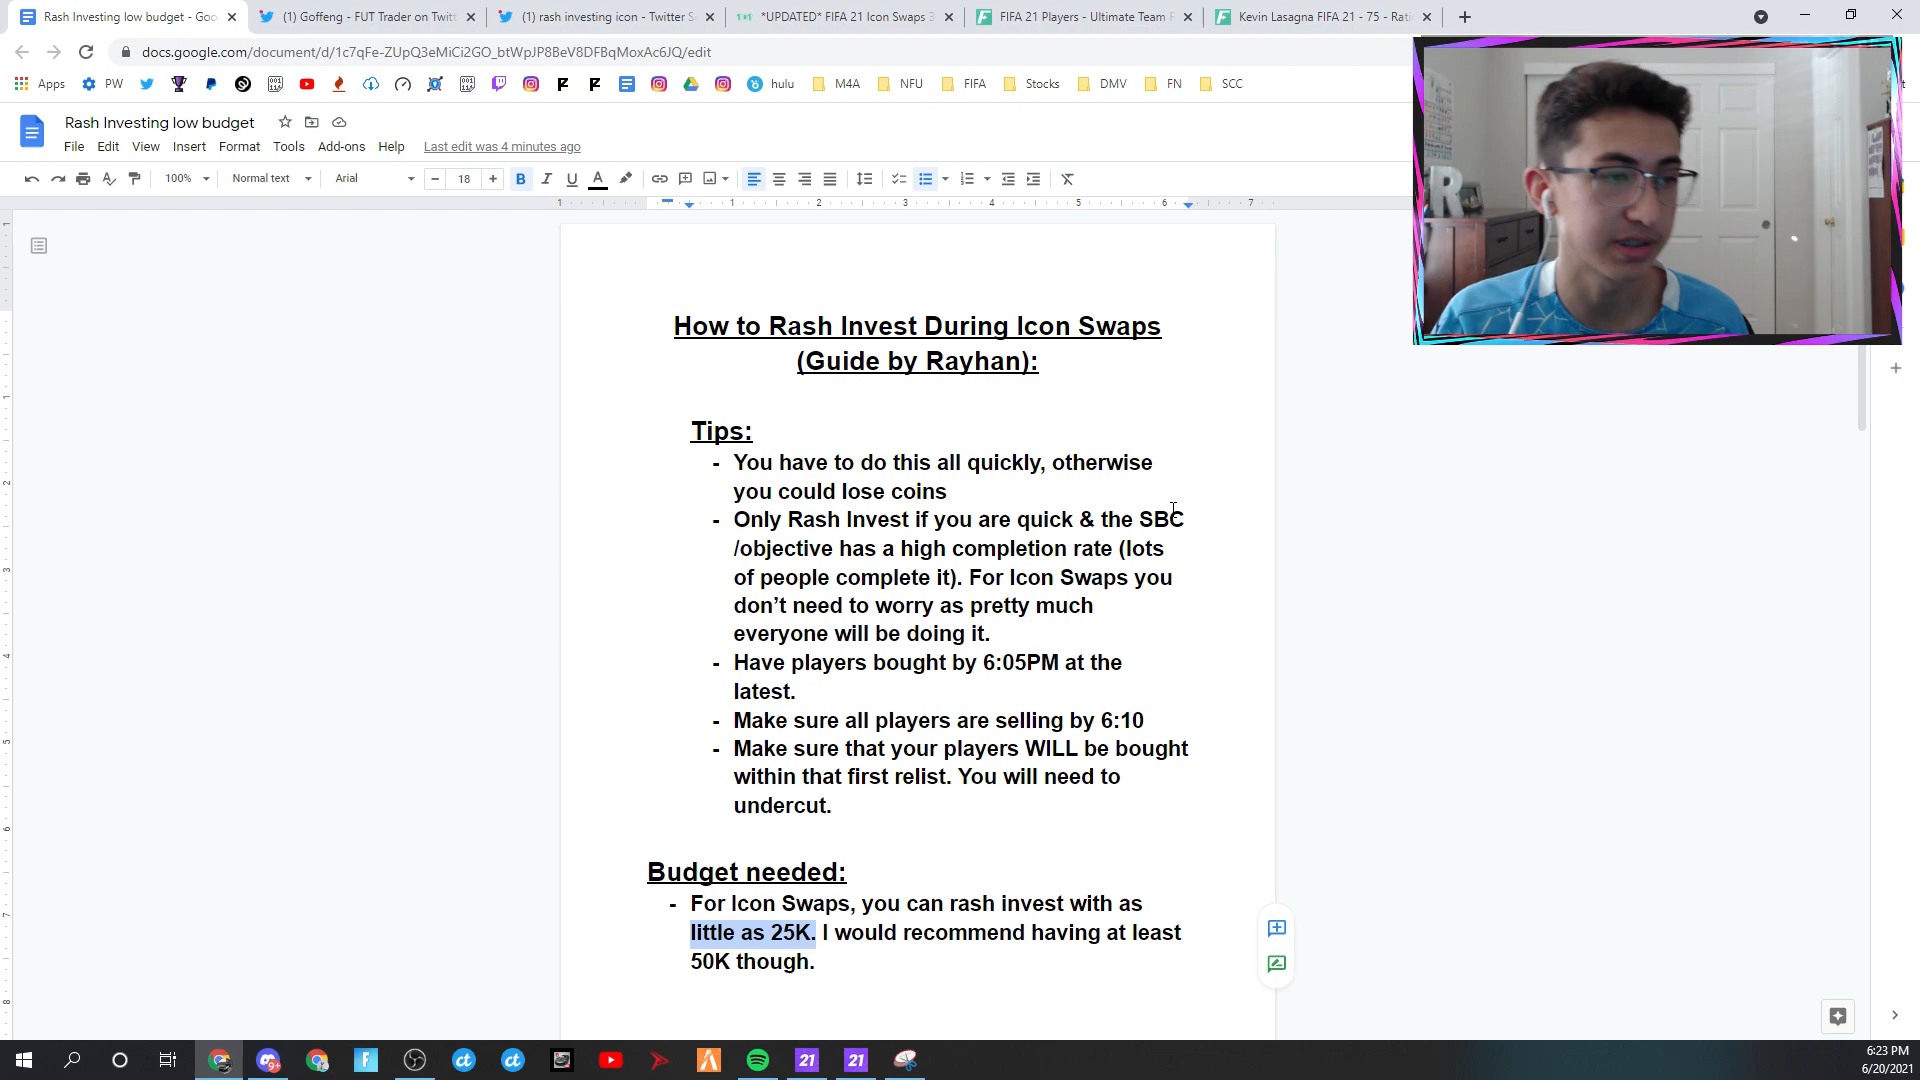 Rash Investing low budget - Goo
(1) Goffeng - FUT Trader on Twitt
(1) rash investing icon - Twitter S
*UPDATED* FIFA 21 Icon Swaps 3
FIFA 21 Players - Ultimate Team
Kevin Lasagna FIFA 21 - 75 - Rati
docs.google.com/document/d/1c7qFe-ZUpQ3eMiCi2GO_btWpJP8BeV8DFBqMoxAc6JQ/edit
Apps PW hulu M4A NFU FIFA Stocks DMV FN SCC
Rash Investing low budget
File Edit View Insert Format Tools Add-ons Help Last edit was 4 minutes ago
100% Normal text Arial 18
1 1 2 3 4 5 6 7
How to Rash Invest During Icon Swaps
(Guide by Rayhan):
Tips:
- You have to do this all quickly, otherwise
you could lose coins
- Only Rash Invest if you are quick & the SBC
/objective has a high completion rate (lots
of people complete it). For Icon Swaps you
don’t need to worry as pretty much
everyone will be doing it.
- Have players bought by 6:05PM at the
latest.
- Make sure all players are selling by 6:10
- Make sure that your players WILL be bought
within that first relist. You will need to
undercut.
Budget needed:
- For Icon Swaps, you can rash invest with as
little as 25K. I would recommend having at least
50K though.
R
9+
21
21
6:23 PM
6/20/2021